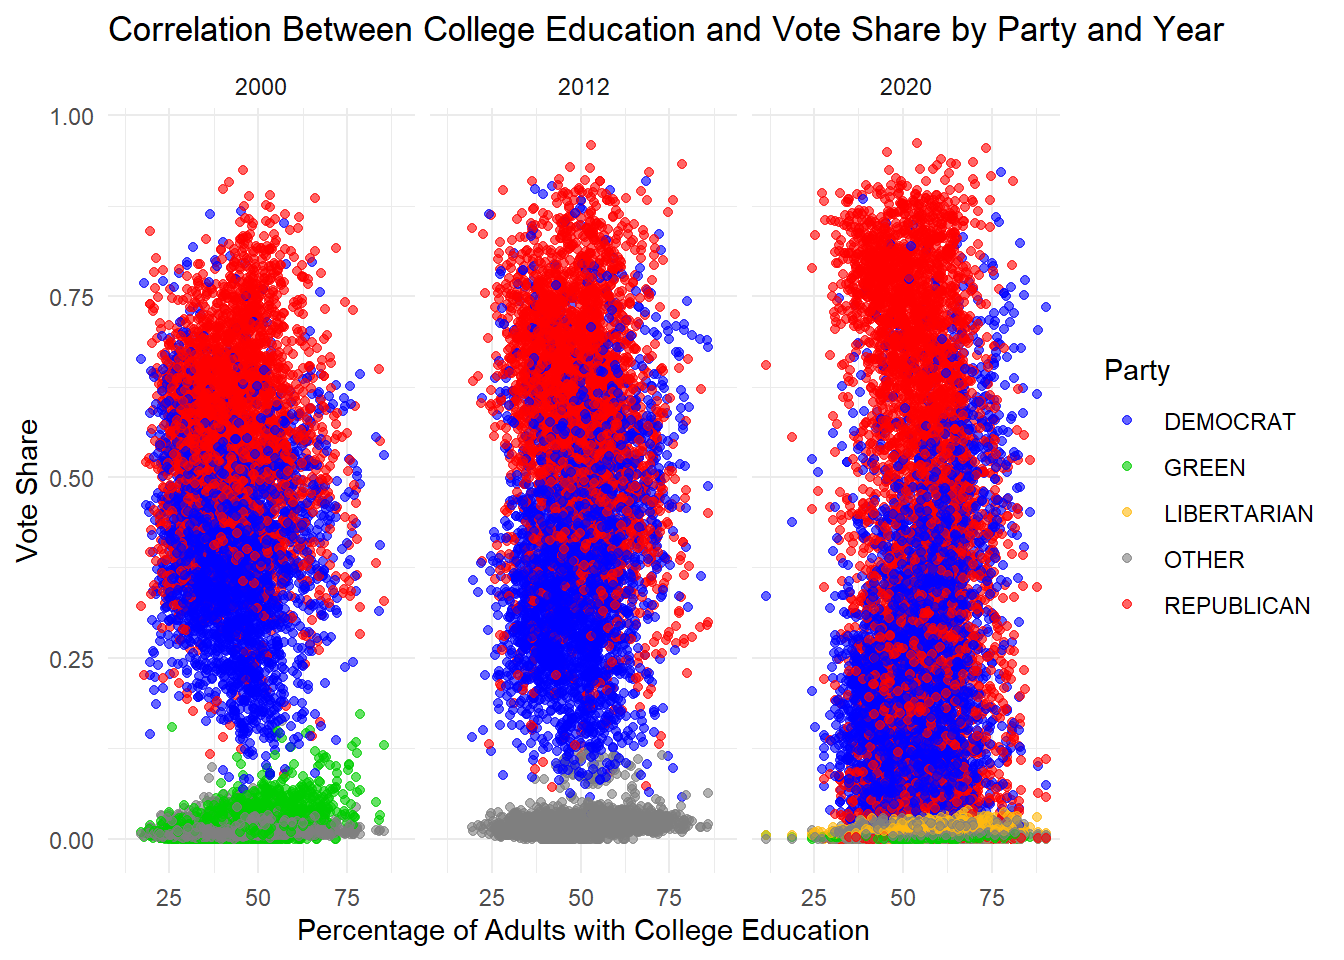 Correlation Between College Education and Vote Share by Party and Year
2000 2012 2020
1.00
0.75
0.50
0.25
0.00
Vote Share
25 50 75 25 50 75 25 50 75
Percentage of Adults with College Education
Party
DEMOCRAT
GREEN
LIBERTARIAN
OTHER
REPUBLICAN